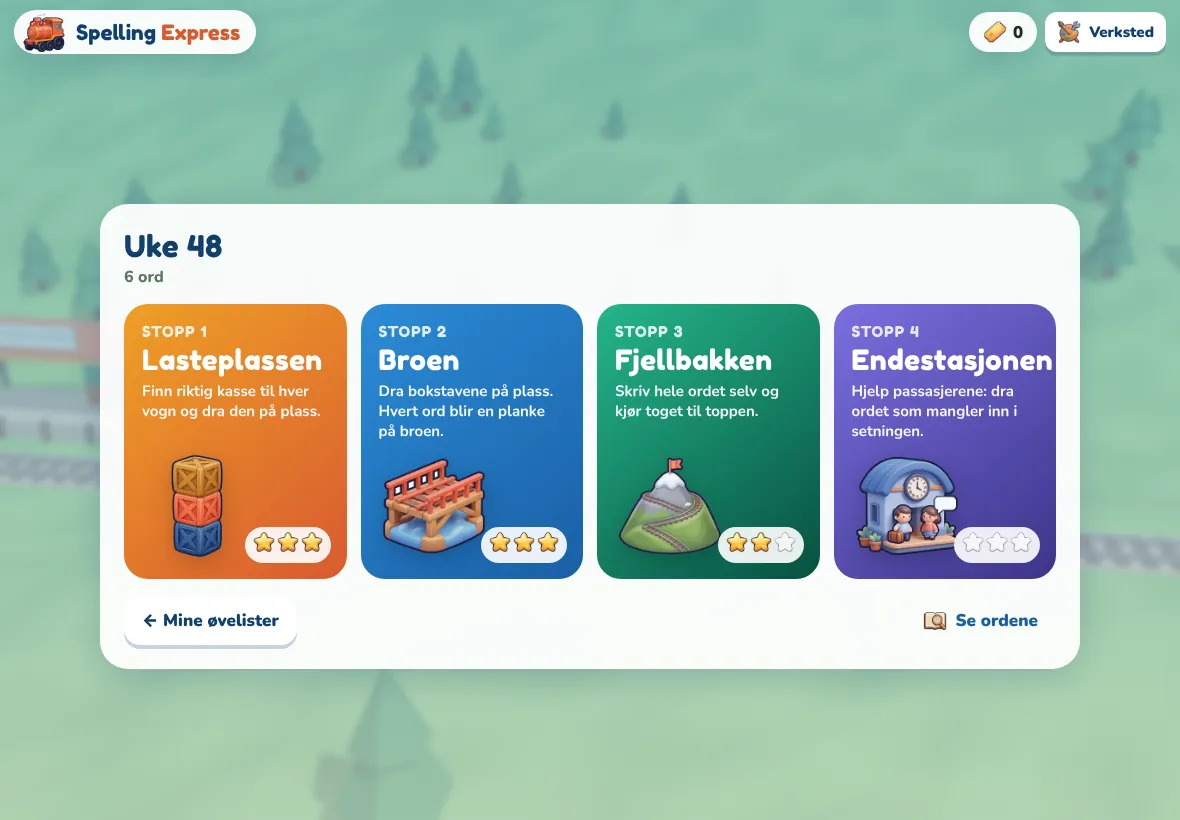 Spelling Express
0
Verksted
Uke 48
6 ord
STOPP 1
Lasteplassen
Finn riktig kasse til hver
vogn og dra den på plass.
STOPP 2
Broen
Dra bokstavene på plass.
Hvert ord blir en planke
på broen.
STOPP 3
Fjellbakken
Skriv hele ordet selv og
kjør toget til toppen.
STOPP 4
Endestasjonen
Hjelp passasjerene: dra
ordet som mangler inn i
setningen.
← Mine øvelister
Se ordene